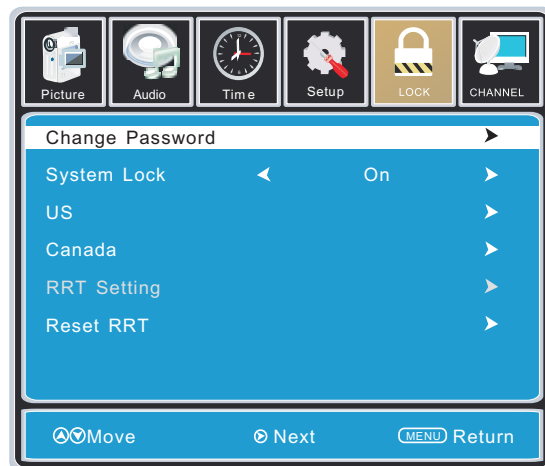 Picture Audio Time Setup LOCK CHANNEL
Change Password
System Lock On
US
Canada
RRT Setting
Reset RRT
Move Next MENU Return